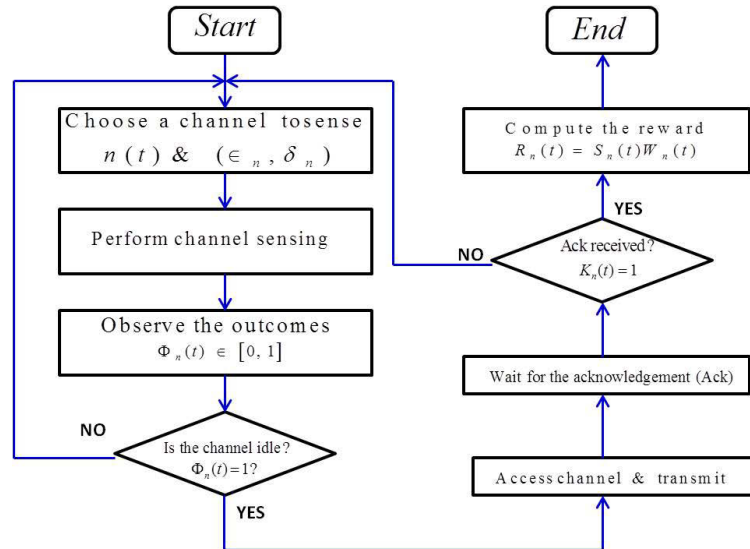 Start
Choose a channel tosense
n(t) & (∈n, δn)
Perform channel sensing
Observe the outcomes
Φn(t) ∈ [0, 1]
NO
Is the channel idle?
Φn(t)=1?
YES
End
Compute the reward
Rn(t) = Sn(t)Wn(t)
YES
NO
Ack received?
Kn(t)=1
Wait for the acknowledgement (Ack)
Access channel & transmit